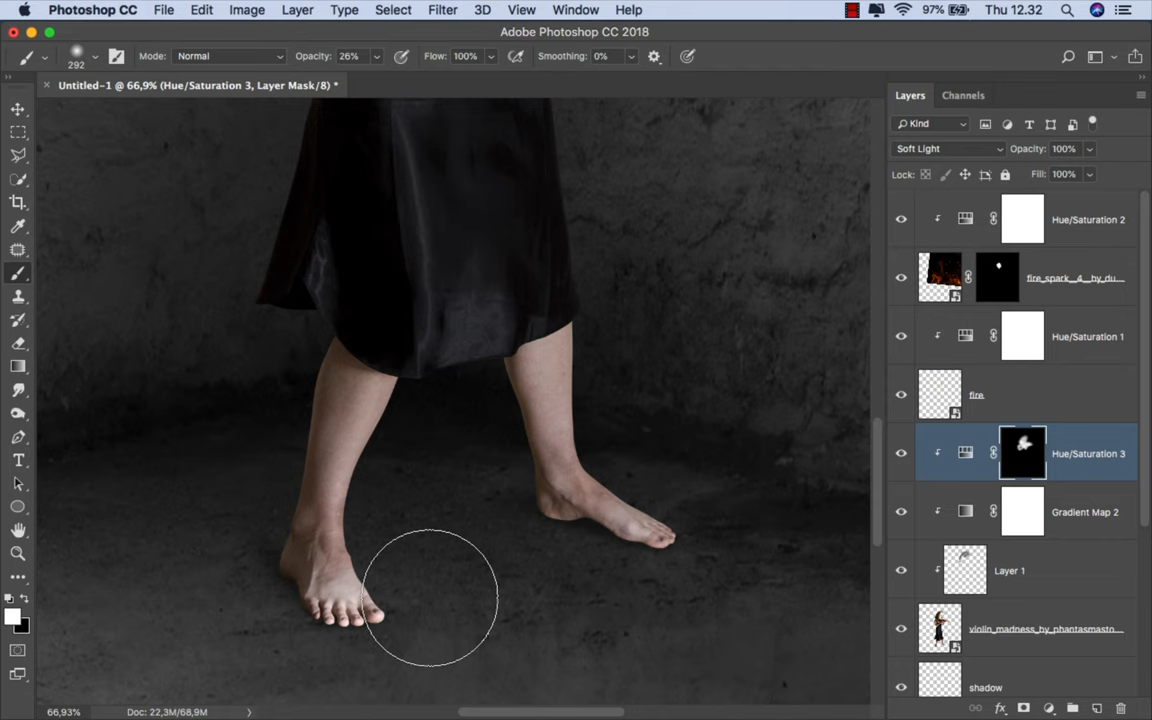 Photoshop CC File Edit Image Layer Type Select Filter 3D View Window Help 97% Thu 12.32
Adobe Photoshop CC 2018
292 Mode: Normal Opacity: 26% Flow: 100% Smoothing: 0%
Untitled-1 @ 66,9% (Hue/Saturation 3, Layer Mask/8) *
Layers Channels
Kind
Soft Light Opacity: 100%
Lock: Fill: 100%
Hue/Saturation 2
fire_spark__4__by_du...
Hue/Saturation 1
fire
Hue/Saturation 3
Gradient Map 2
Layer 1
violin_madness_by_phantasmasto...
shadow
66,93% Doc: 22,3M/68,9M